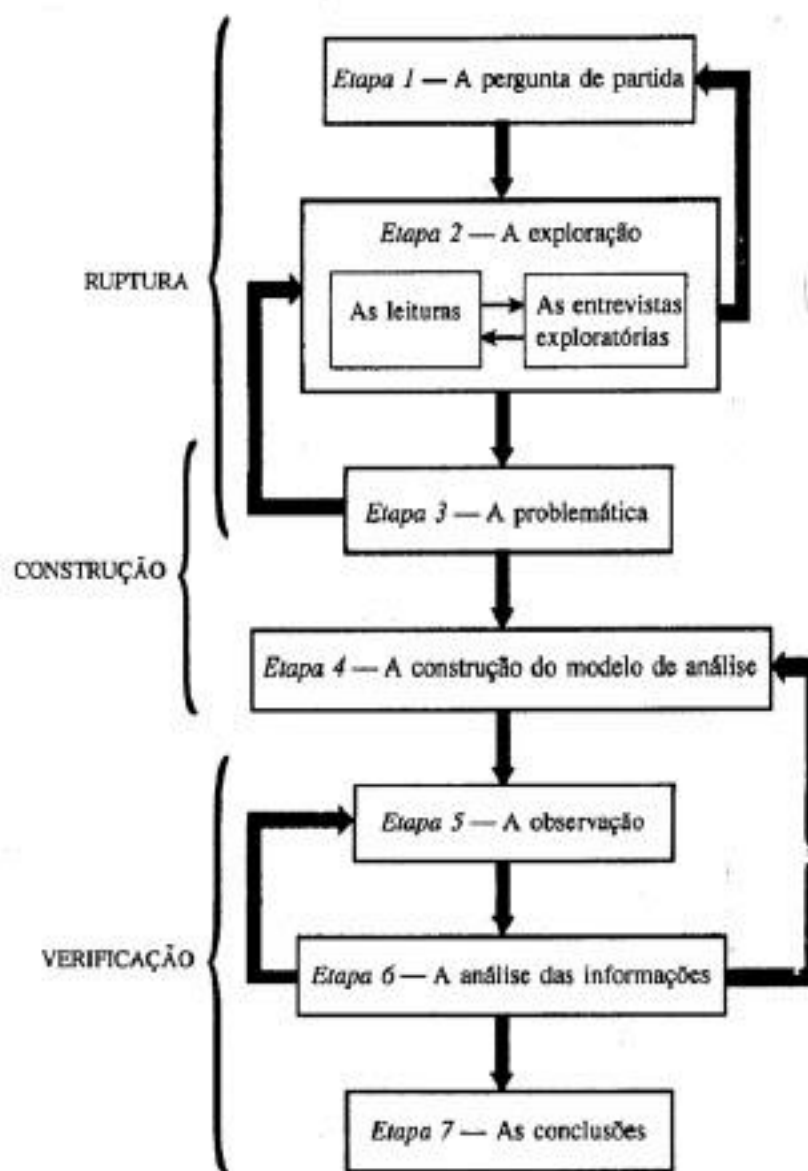 Etapa 1 — A pergunta de partida
Etapa 2 — A exploração
RUPTURA
As leituras
As entrevistas
exploratórias
Etapa 3 — A problemática
CONSTRUÇÃO
Etapa 4 — A construção do modelo de análise
Etapa 5 — A observação
VERIFICAÇÃO
Etapa 6 — A análise das informações
Etapa 7 — As conclusões